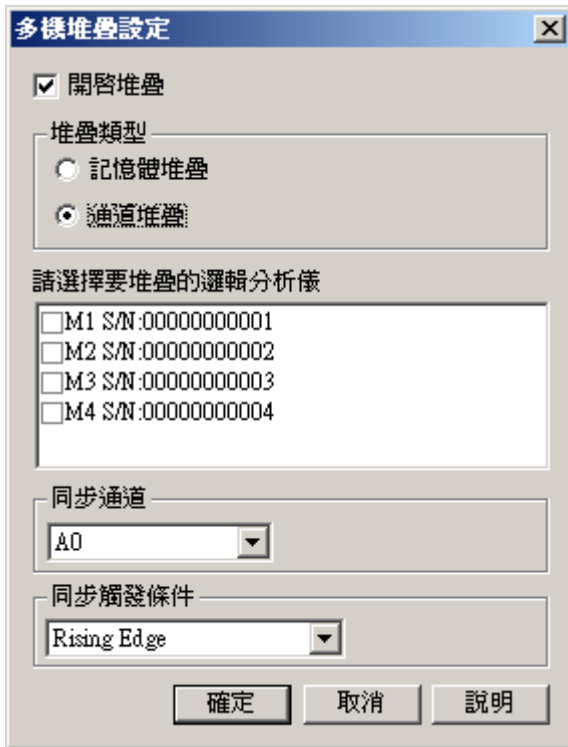 多機堆疊設定
開啓堆疊
堆疊類型
記憶體堆疊
通道堆疊
請選擇要堆疊的邏輯分析儀
M1 S/N:00000000001
M2 S/N:00000000002
M3 S/N:00000000003
M4 S/N:00000000004
同步通道
A0
同步觸發條件
Rising Edge
確定 取消 說明